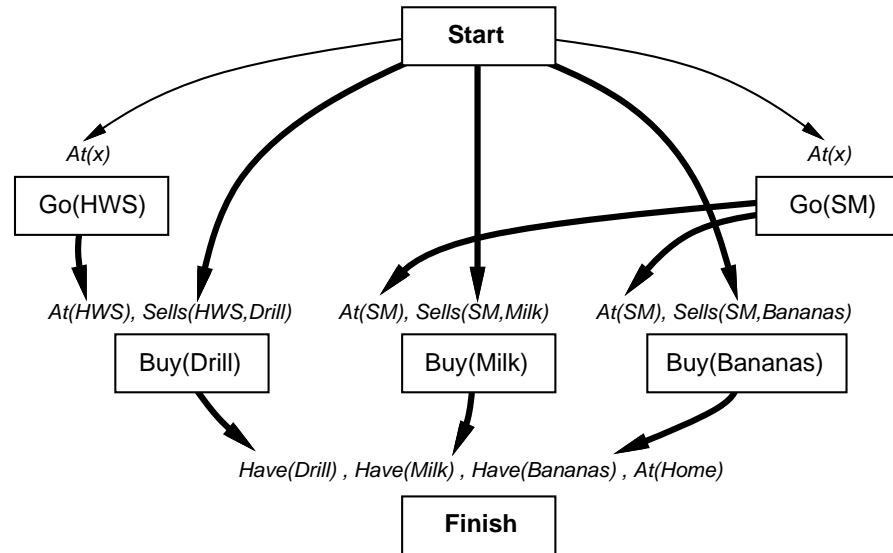 Start
At(x) At(x)
Go(HWS) Go(SM)
At(HWS), Sells(HWS,Drill) At(SM), Sells(SM,Milk) At(SM), Sells(SM,Bananas)
Buy(Drill) Buy(Milk) Buy(Bananas)
Have(Drill) , Have(Milk) , Have(Bananas) , At(Home)
Finish